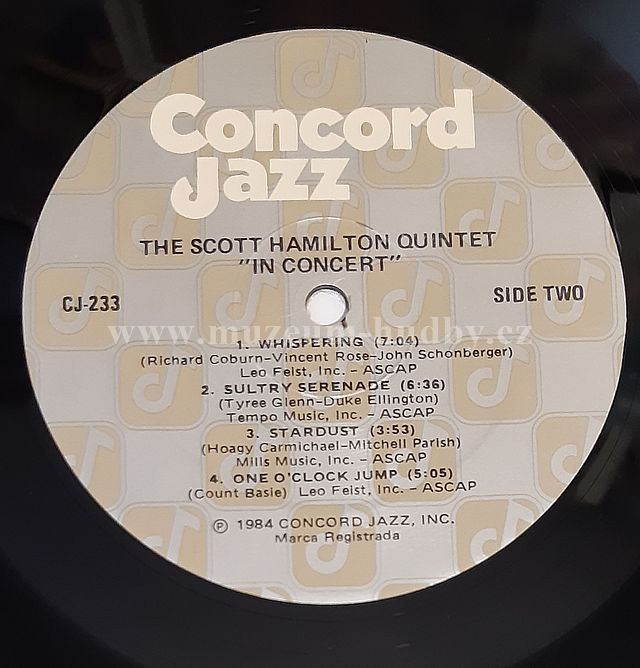 Concord
Jazz
THE SCOTT HAMILTON QUINTET
"IN CONCERT"
CJ-233
SIDE TWO
www.muzeum-hudby.cz
1. WHISPERING (7:04)
(Richard Coburn-Vincent Rose-John Schonberger)
Leo Feist, Inc. - ASCAP
2. SULTRY SERENADE (6:36)
(Tyree Glenn-Duke Ellington)
Tempo Music, Inc. - ASCAP
3. STARDUST (3:53)
(Hoagy Carmichael-Mitchell Parish)
Mills Music, Inc. - ASCAP
4. ONE O'CLOCK JUMP (5:05)
(Count Basie) Leo Feist, Inc. - ASCAP
℗ 1984 CONCORD JAZZ, INC.
Marca Registrada